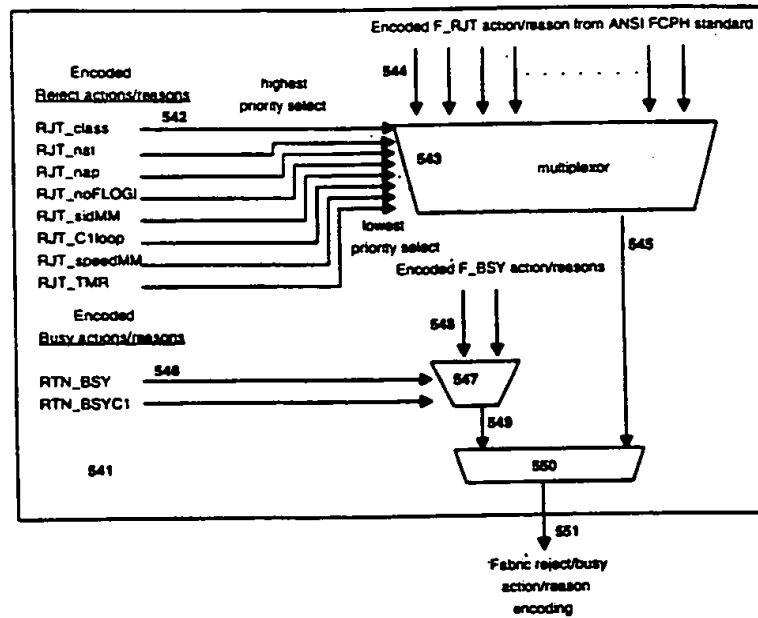 Encoded F_RJT action/reason from ANSI FCPH standard
Encoded
Reject actions/reasons
highest
priority select
544
542
RJT_class
RJT_nst
RJT_nap
RJT_noFLOGI
RJT_sidMM
RJT_C1loop
RJT_speedMM
RJT_TMR
543
multiplexor
lowest
priority select
545
Encoded F_BSY action/reasons
Encoded
Busy actions/reasons
548
546
RTN_BSY
RTN_BSYC1
547
549
541
550
551
Fabric reject/busy
action/reason
encoding